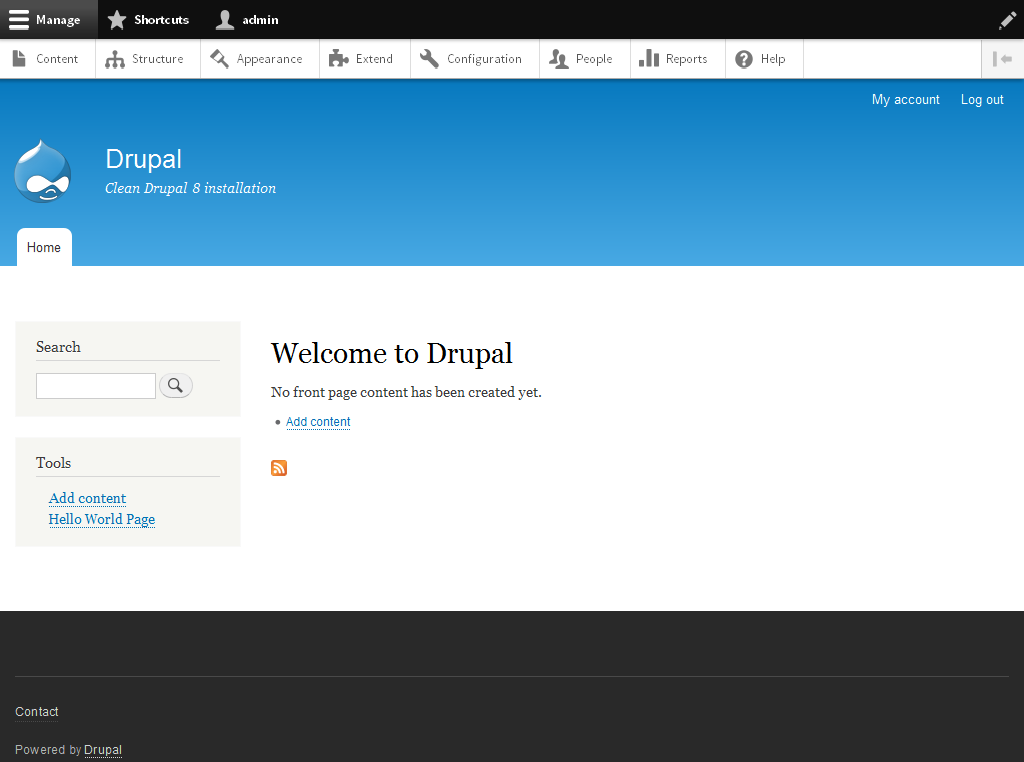 Manage Shortcuts admin
Content Structure Appearance Extend Configuration People Reports Help
My account Log out
Drupal
Clean Drupal 8 installation
Home
Search
Welcome to Drupal
No front page content has been created yet.
Add content
Tools
Add content
Hello World Page
Contact
Powered by Drupal